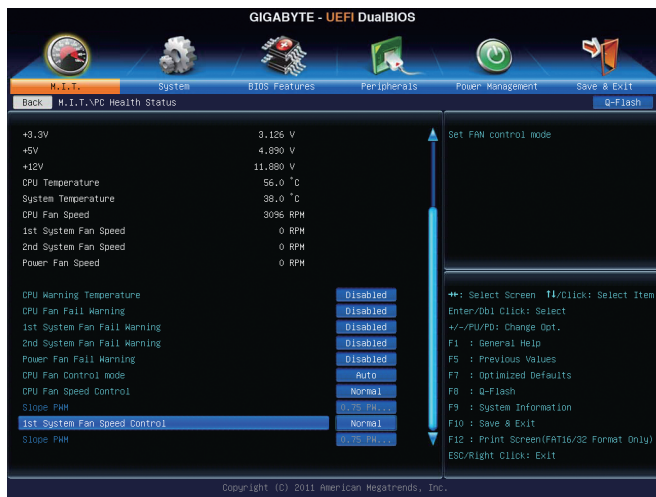 GIGABYTE - UEFI DualBIOS
M.I.T. System BIOS Features Peripherals Power Management Save & Exit
Back M.I.T.\PC Health Status Q-Flash
+3.3V 3.126 V
+5V 4.890 V
+12V 11.880 V
CPU Temperature 56.0 °C
System Temperature 38.0 °C
CPU Fan Speed 3096 RPM
1st System Fan Speed 0 RPM
2nd System Fan Speed 0 RPM
Power Fan Speed 0 RPM
CPU Warning Temperature Disabled
CPU Fan Fail Warning Disabled
1st System Fan Fail Warning Disabled
2nd System Fan Fail Warning Disabled
Power Fan Fail Warning Disabled
CPU Fan Control mode Auto
CPU Fan Speed Control Normal
Slope PWM 0.75 PW...
1st System Fan Speed Control Normal
Slope PWM 0.75 PW...
Set FAN control mode
→←: Select Screen ↑↓/Click: Select Item
Enter/Dbl Click: Select
+/-/PU/PD: Change Opt.
F1 : General Help
F5 : Previous Values
F7 : Optimized Defaults
F8 : Q-Flash
F9 : System Information
F10 : Save & Exit
F12 : Print Screen(FAT16/32 Format Only)
ESC/Right Click: Exit
Copyright (C) 2011 American Megatrends, Inc.